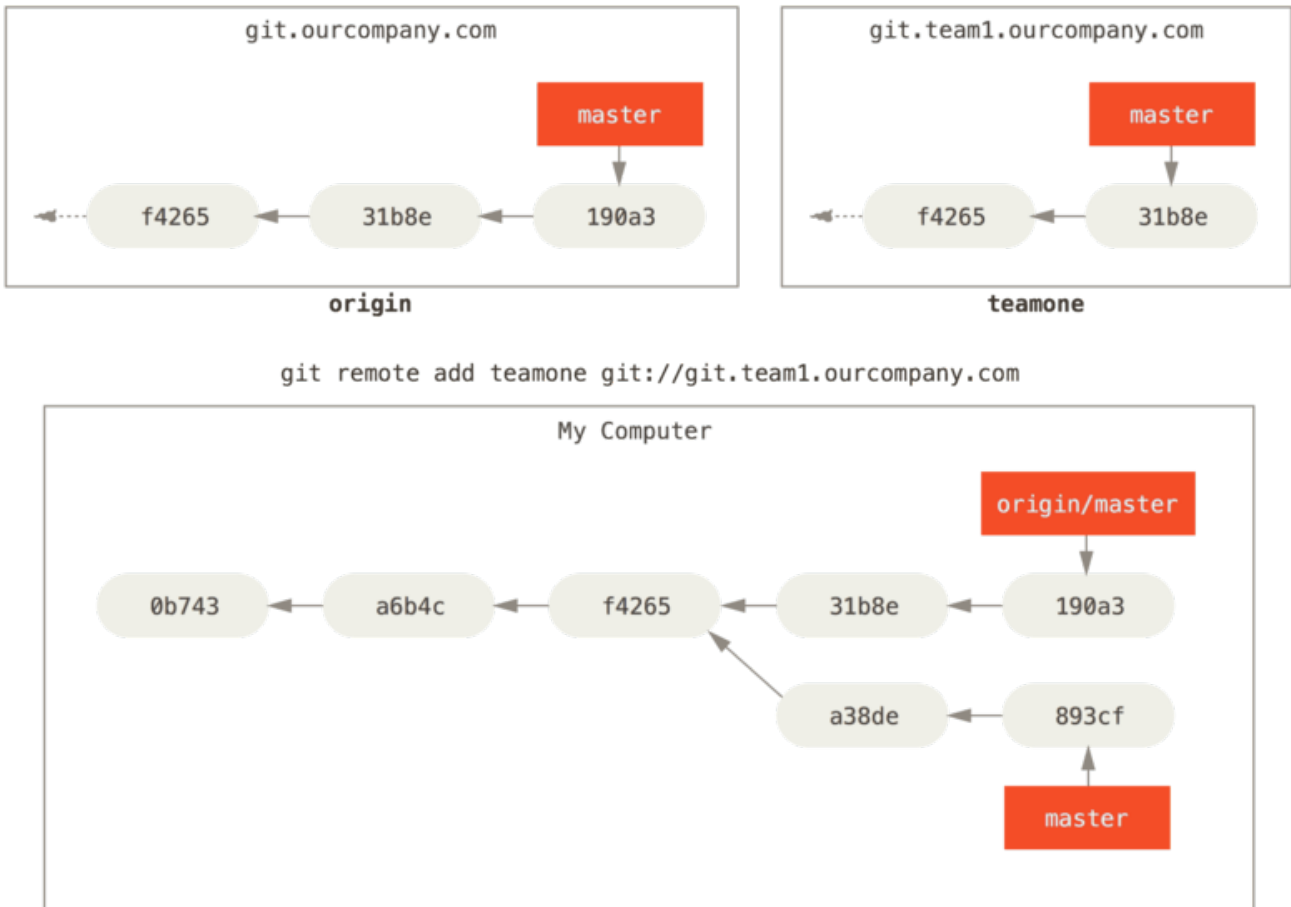 git.ourcompany.com
master
f4265 31b8e 190a3
origin
git.team1.ourcompany.com
master
f4265 31b8e
teamone
git remote add teamone git://git.team1.ourcompany.com
My Computer
origin/master
0b743 a6b4c f4265 31b8e 190a3
a38de 893cf
master